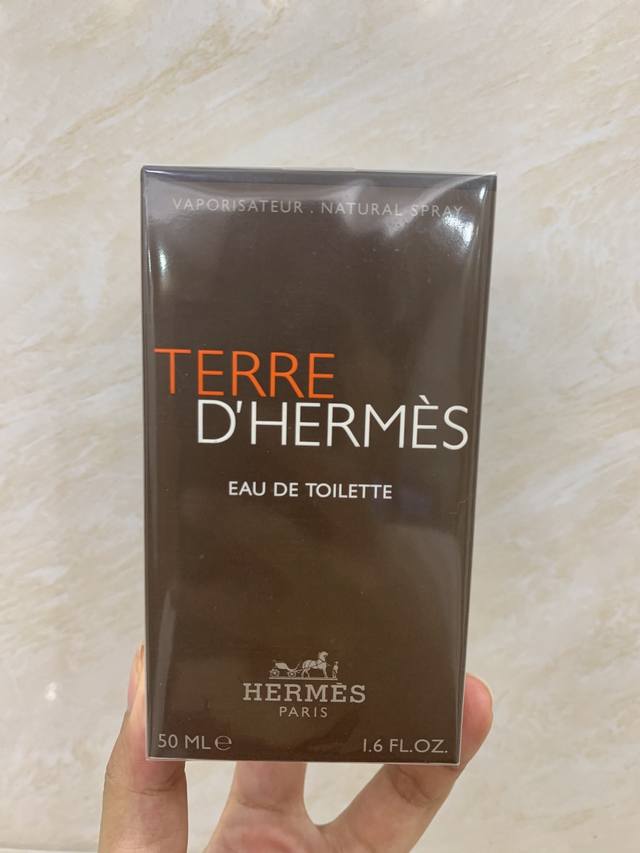 VAPORISATEUR . NATURAL SPRAY
TERRE
D'HERMÈS
EAU DE TOILETTE
HERMÈS
PARIS
50 ML ℮ 1.6 FL.OZ.